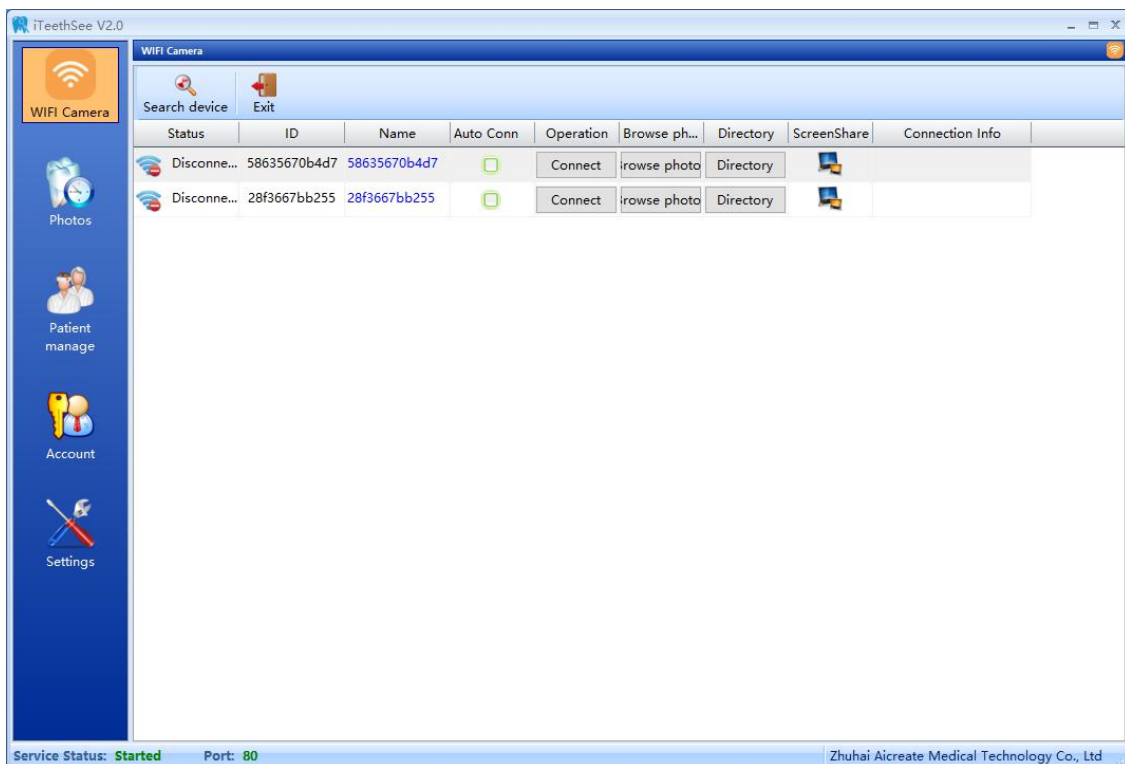 iTeethSee V2.0
WIFI Camera
WIFI Camera
Search device
Exit
Status ID Name Auto Conn Operation Browse ph... Directory ScreenShare Connection Info
Disconne... 58635670b4d7 58635670b4d7 Connect rowse photo Directory
Disconne... 28f3667bb255 28f3667bb255 Connect rowse photo Directory
Photos
Patient
manage
Account
Settings
Service Status: Started Port: 80 Zhuhai Aicreate Medical Technology Co., Ltd